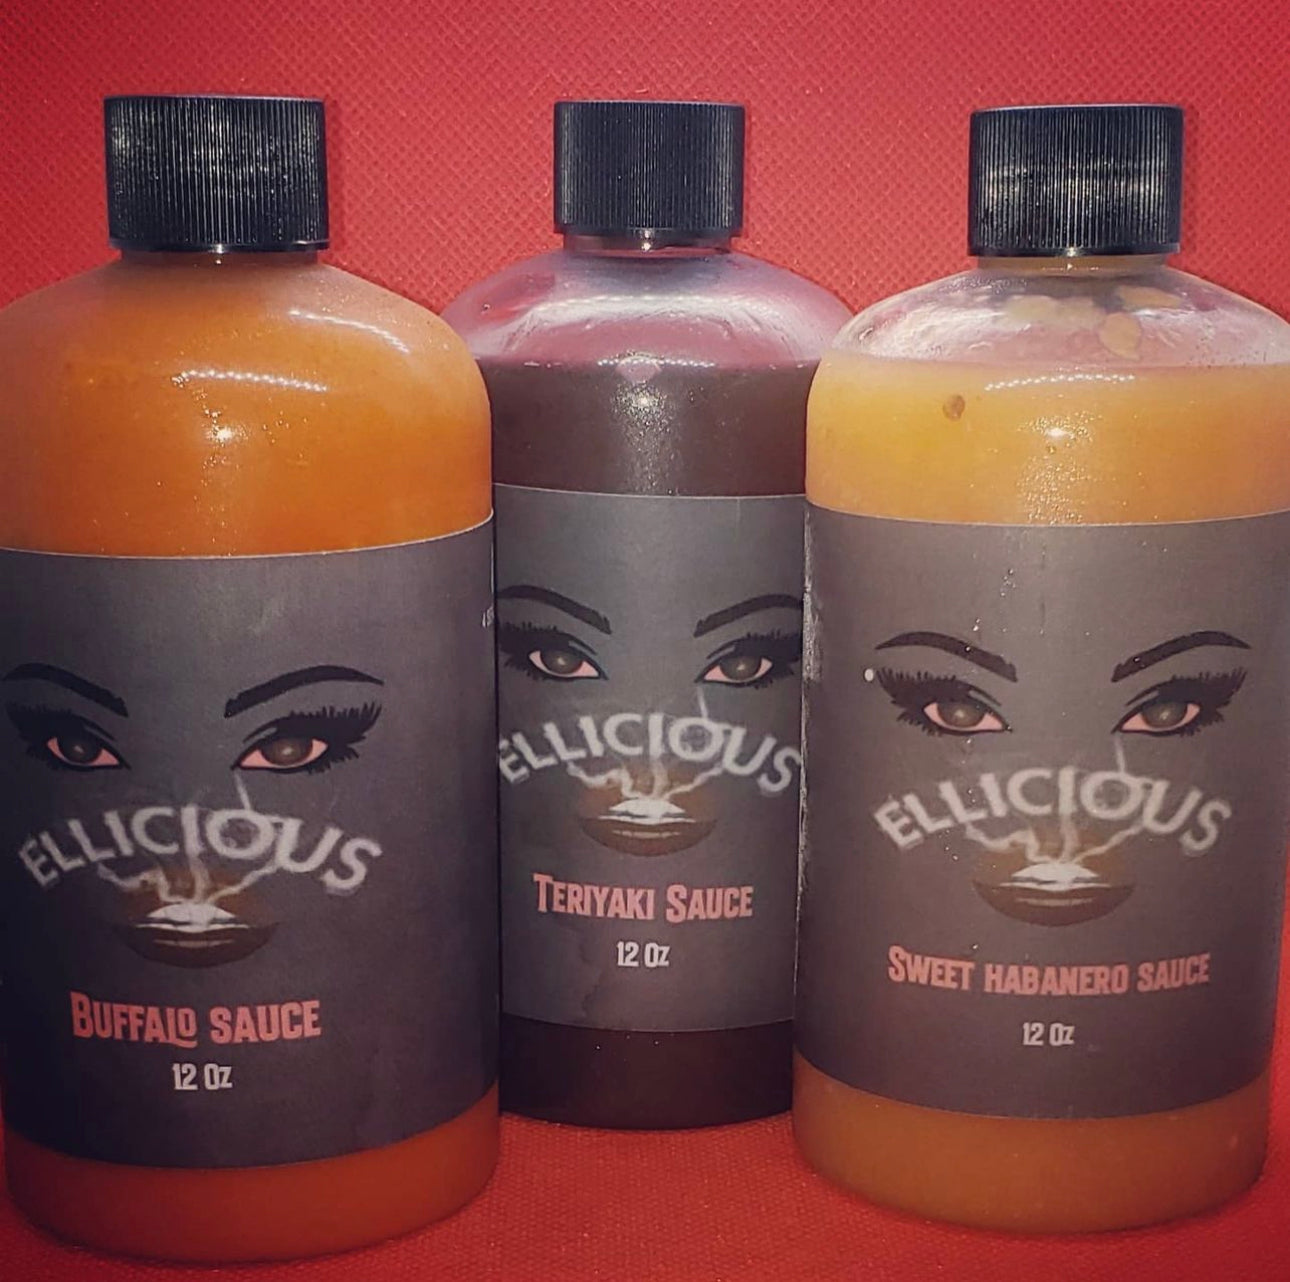 ELLICIOUS
BUFFALO SAUCE
12 Oz
ELLICIOUS
TERIYAKI SAUCE
12 Oz
ELLICIOUS
SWEET HABANERO SAUCE
12 Oz